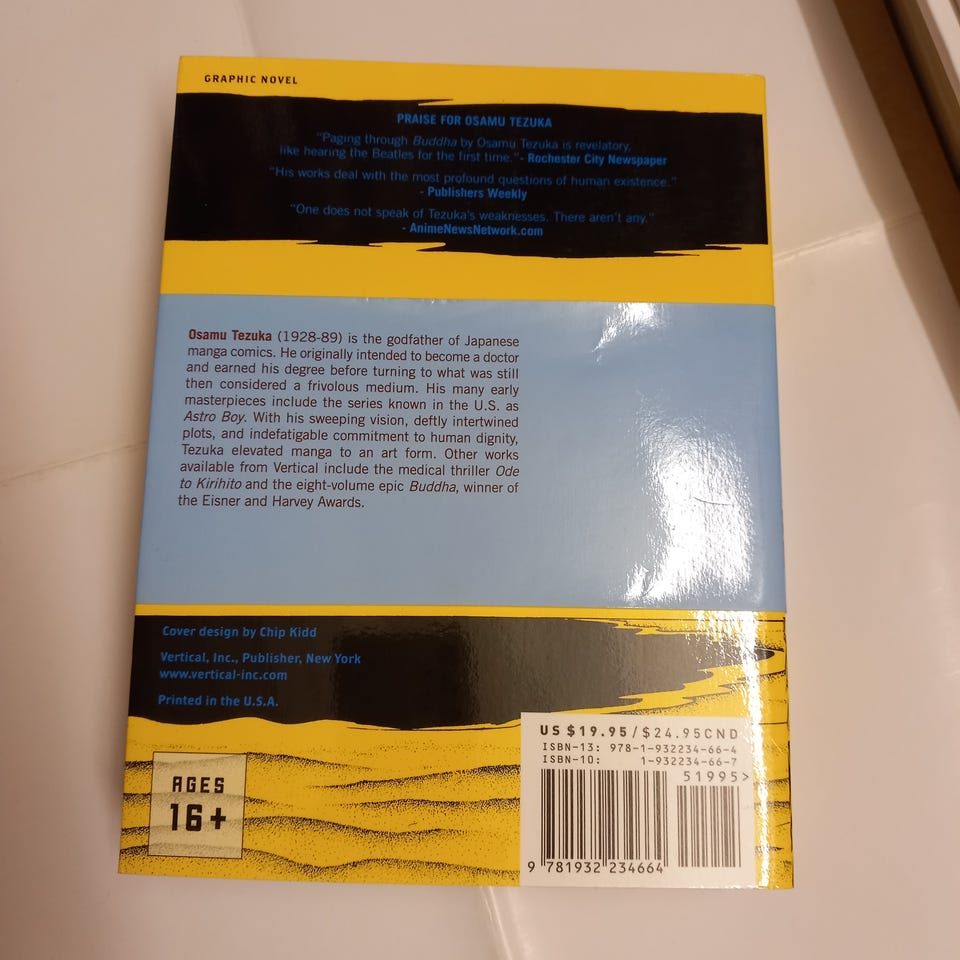 GRAPHIC NOVEL
PRAISE FOR OSAMU TEZUKA
"Paging through Buddha by Osamu Tezuka is revelatory,
like hearing the Beatles for the first time."- Rochester City Newspaper
"His works deal with the most profound questions of human existence."
- Publishers Weekly
"One does not speak of Tezuka's weaknesses. There aren't any."
- AnimeNewsNetwork.com
Osamu Tezuka (1928-89) is the godfather of Japanese
manga comics. He originally intended to become a doctor
and earned his degree before turning to what was still
then considered a frivolous medium. His many early
masterpieces include the series known in the U.S. as
Astro Boy. With his sweeping vision, deftly intertwined
plots, and indefatigable commitment to human dignity,
Tezuka elevated manga to an art form. Other works
available from Vertical include the medical thriller Ode
to Kirihito and the eight-volume epic Buddha, winner of
the Eisner and Harvey Awards.
Cover design by Chip Kidd
Vertical, Inc., Publisher, New York
www.vertical-inc.com
Printed in the U.S.A.
AGES
16+
US $19.95/$24.95CND
ISBN-13: 978-1-932234-66-4
ISBN-10: 1-932234-66-7
51995>
9 781932 234664